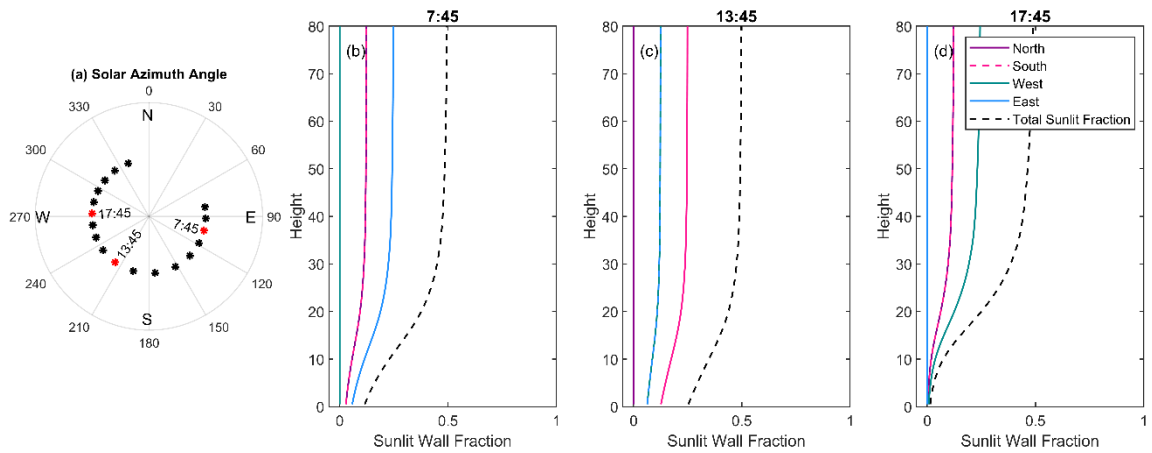 (a) Solar Azimuth Angle
0
30
60
90
120
150
180
210
240
270
300
330
N
E
S
W
7:45
13:45
17:45
7:45
(b)
80
70
60
50
40
30
20
10
0
Height
0
0.5
1
Sunlit Wall Fraction
13:45
(c)
80
70
60
50
40
30
20
10
0
Height
0
0.5
1
Sunlit Wall Fraction
17:45
(d)
80
70
60
50
40
30
20
10
0
Height
0
0.5
1
Sunlit Wall Fraction
North
South
West
East
Total Sunlit Fraction